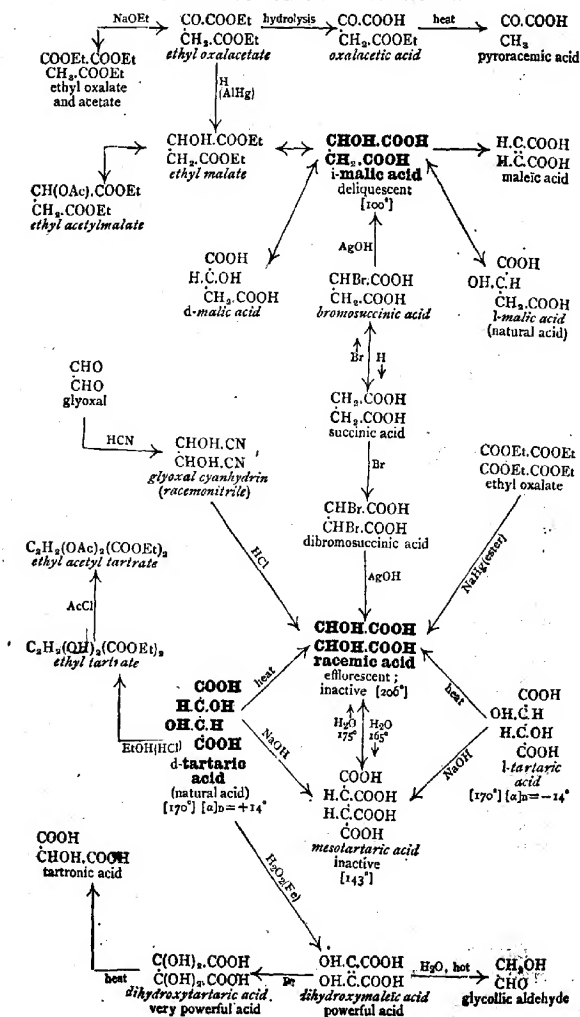 NaOEt
CO.COOEt
CH₂.COOEt
ethyl oxalacetate
hydrolysis
CO.COOH
CH₂.COOEt
oxalacetic acid
heat
CO.COOH
CH₃
pyroracemic acid
COOEt.COOEt
CH₃.COOEt
ethyl oxalate
and acetate
H
(AlHg)
CHOH.COOEt
CH₂.COOEt
ethyl malate
CHOH.COOH
CH₂.COOH
i-malic acid
deliquescent
[100°]
H.C.COOH
H.C.COOH
maleïc acid
CH(OAc).COOEt
CH₂.COOEt
ethyl acetylmalate
COOH
H.C.OH
CH₂.COOH
d-malic acid
AgOH
CHBr.COOH
CH₂.COOH
bromosuccinic acid
COOH
OH.C.H
CH₂.COOH
l-malic acid
(natural acid)
Br
H
CHO
CHO
glyoxal
CH₂.COOH
CH₂.COOH
succinic acid
HCN
CHOH.CN
CHOH.CN
glyoxal cyanhydrin
(racemonitrile)
Br
COOEt.COOEt
COOEt.COOEt
ethyl oxalate
CHBr.COOH
CHBr.COOH
dibromosuccinic acid
C₂H₂(OAc)₂(COOEt)₂
ethyl acetyl tartrate
HCl
AgOH
NaHg(ester)
AcCl
C₂H₂(OH)₂(COOEt)₂
ethyl tartrate
CHOH.COOH
CHOH.COOH
racemic acid
efflorescent;
inactive [206°]
heat
heat
EtOH(HCl)
COOH
H.C.OH
OH.C.H
COOH
d-tartaric
acid
(natural acid)
[170°] [α]D=+14°
NaOH
H₂O
175°
H₂O
165°
NaOH
COOH
OH.C.H
H.C.OH
COOH
l-tartaric
acid
[170°] [α]D=−14°
COOH
H.C.COOH
H.C.COOH
COOH
mesotartaric acid
inactive
[143°]
COOH
CHOH.COOH
tartronic acid
H₂O₂(Fe)
heat
C(OH)₂.COOH
C(OH)₂.COOH
dihydroxytartaric acid
very powerful acid
Br
OH.C.COOH
OH.C.COOH
dihydroxymaleïc acid
powerful acid
H₂O, hot
CH₂OH
CHO
glycollic aldehyde